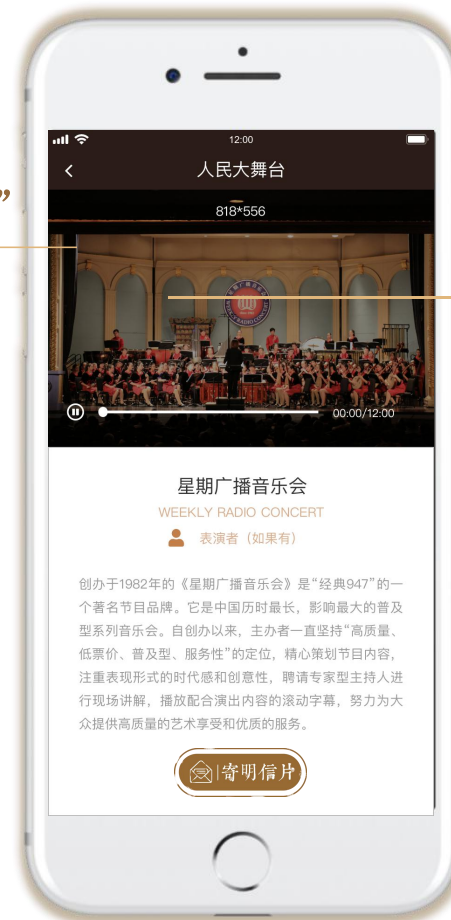 12:00
人民大舞台
”
818*556
WEEKLY RADIO CONCERT
00:00/12:00
星期广播音乐会
WEEKLY RADIO CONCERT
表演者（如果有）
创办于1982年的《星期广播音乐会》是“经典947”的一
个著名节目品牌。它是中国历时最长，影响最大的普及
型系列音乐会。自创办以来，主办者一直坚持“高质量、
低票价、普及型、服务性”的定位，精心策划节目内容，
注重表现形式的时代感和创意性，聘请专家型主持人进
行现场讲解，播放配合演出内容的滚动字幕，努力为大
众提供高质量的艺术享受和优质的服务。
寄明信片